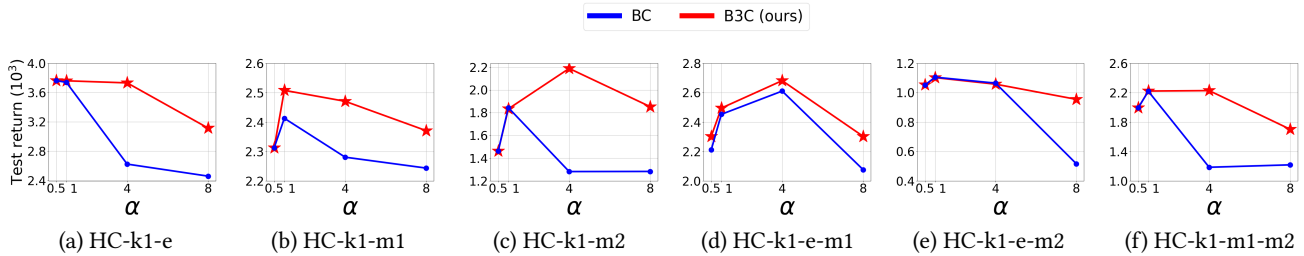 BC B3C (ours)
Test return (10³)
4.0 3.6 3.2 2.8 2.4
0.5 1 4 8
α
(a) HC-k1-e
2.6 2.5 2.4 2.3 2.2
0.5 1 4 8
α
(b) HC-k1-m1
2.2 2.0 1.8 1.6 1.4 1.2
0.5 1 4 8
α
(c) HC-k1-m2
2.8 2.6 2.4 2.2 2.0
0.5 1 4 8
α
(d) HC-k1-e-m1
1.2 1.1 0.8 0.6 0.4
0.5 1 4 8
α
(e) HC-k1-e-m2
2.6 2.2 1.8 1.4 1.0
0.5 1 4 8
α
(f) HC-k1-m1-m2